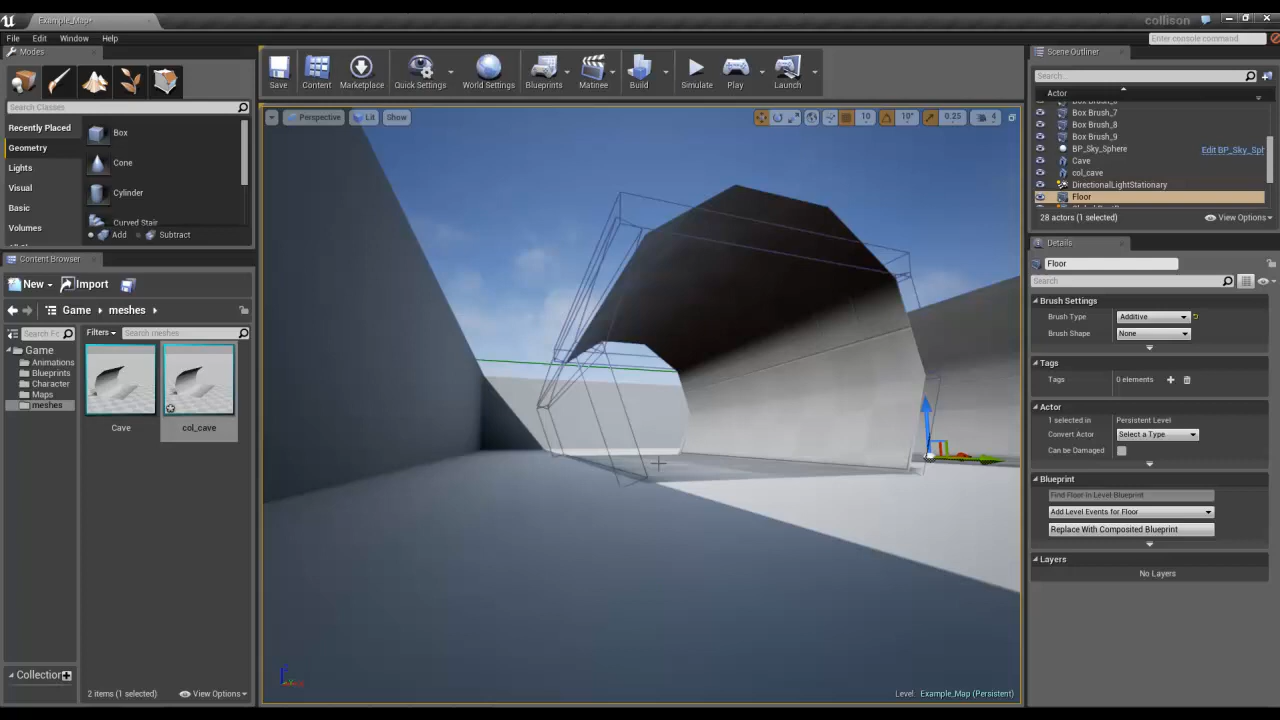 Example_Map*
collison
File Edit Window Help
Enter console command
Modes
Search Classes
Recently Placed
Geometry
Lights
Visual
Basic
Volumes
Box
Cone
Cylinder
Curved Stair
Add Subtract
Save Content Marketplace Quick Settings World Settings Blueprints Matinee Build Simulate Play Launch
Perspective Lit Show
10 10° 0.25 4
Scene Outliner
Search...
Actor
Box Brush_6
Box Brush_7
Box Brush_8
Box Brush_9
BP_Sky_Sphere Edit BP_Sky_Sph
Cave
col_cave
DirectionalLightStationary
Floor
28 actors (1 selected) View Options
Content Browser
New Import
Game meshes
Search Fo
Filters Search meshes
Game
Animations
Blueprints
Character
Maps
meshes
Cave
col_cave
Collection
2 items (1 selected) View Options
Level: Example_Map (Persistent)
Details
Floor
Search
Brush Settings
Brush Type Additive
Brush Shape None
Tags
Tags 0 elements
Actor
1 selected in Persistent Level
Convert Actor Select a Type
Can be Damaged
Blueprint
Find Floor in Level Blueprint
Add Level Events for Floor
Replace With Composited Blueprint
Layers
No Layers